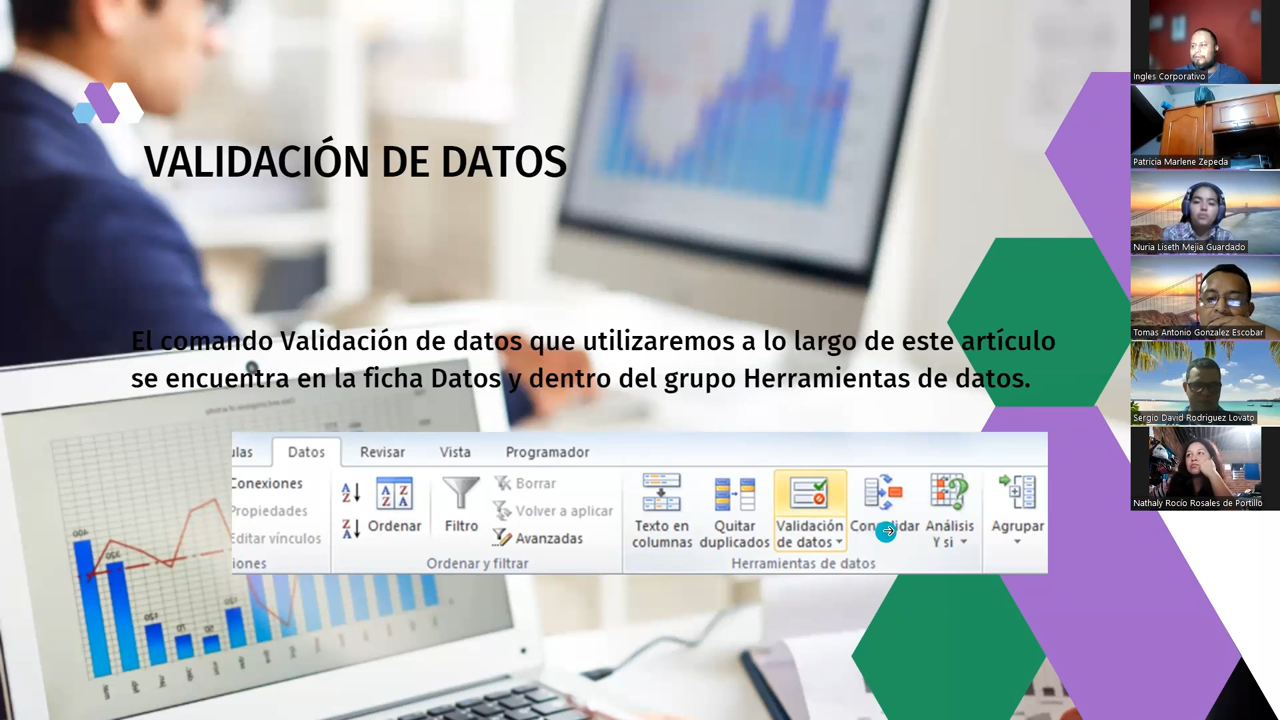 VALIDACIÓN DE DATOS
El comando Validación de datos que utilizaremos a lo largo de este artículo
se encuentra en la ficha Datos y dentro del grupo Herramientas de datos.
ulas Datos Revisar Vista Programador
Conexiones
Propiedades
Editar vínculos
iones
Ordenar
Filtro
Borrar
Volver a aplicar
Avanzadas
Ordenar y filtrar
Texto en
columnas
Quitar
duplicados
Validación
de datos
Análisis
Y si
Agrupar
Herramientas de datos
Ingles Corporativo
Patricia Marlene Zepeda
Nuria Liseth Mejia Guardado
Tomas Antonio Gonzalez Escobar
Sergio David Rodriguez Lovato
Nathaly Rocío Rosales de Portillo